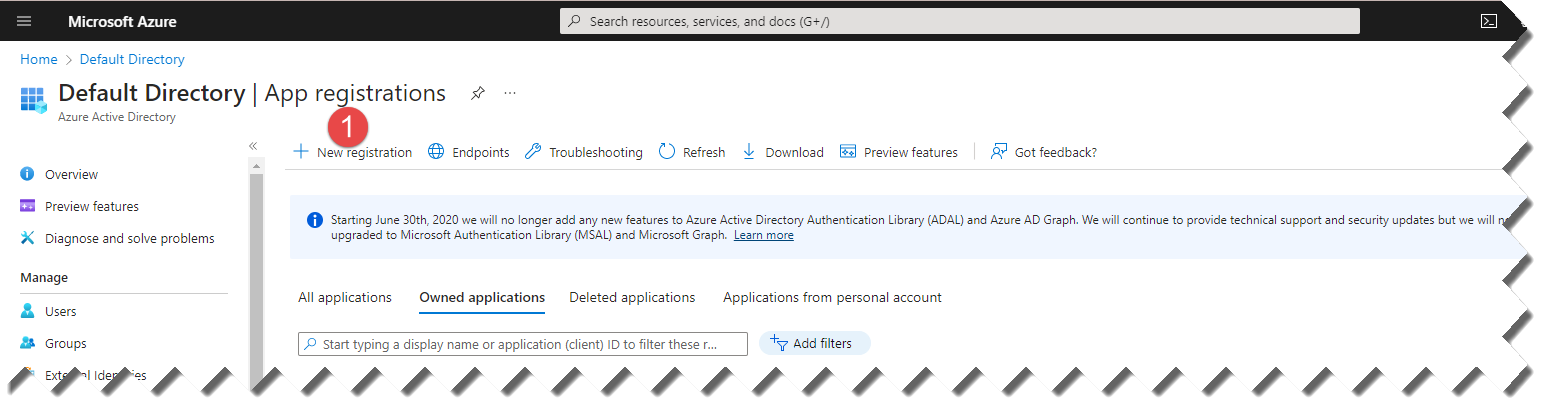 Microsoft Azure
Search resources, services, and docs (G+/)
Home > Default Directory
Default Directory | App registrations
Azure Active Directory
1
«
New registration
Endpoints
Troubleshooting
Refresh
Download
Preview features
Got feedback?
Overview
Preview features
Diagnose and solve problems
Manage
Users
Groups
External Identities
Starting June 30th, 2020 we will no longer add any new features to Azure Active Directory Authentication Library (ADAL) and Azure AD Graph. We will continue to provide technical support and security updates but we will no
upgraded to Microsoft Authentication Library (MSAL) and Microsoft Graph. Learn more
All applications
Owned applications
Deleted applications
Applications from personal account
Start typing a display name or application (client) ID to filter these r...
Add filters